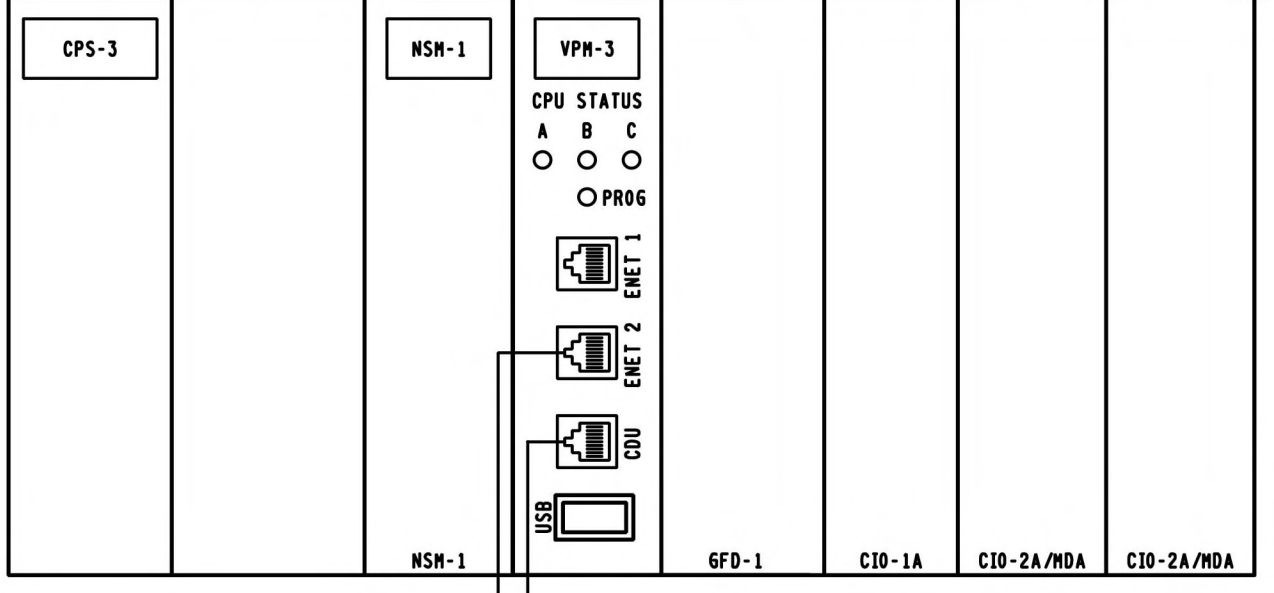 CPS-3
NSM-1
VPM-3
CPU STATUS
A B C
PROG
ENET 1
ENET 2
CDU
USB
NSM-1
GFD-1
CIO-1A
CIO-2A/MDA
CIO-2A/MDA